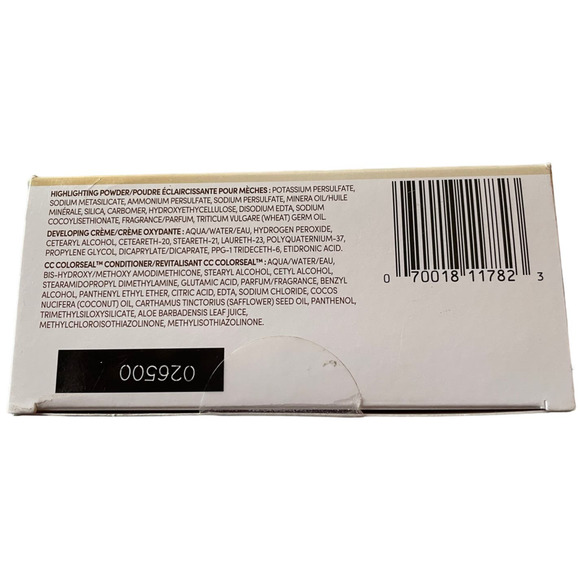 HIGHLIGHTING POWDER/POUDRE ÉCLAIRCISSANTE POUR MÈCHES : POTASSIUM PERSULFATE,
SODIUM METASILICATE, AMMONIUM PERSULFATE, SODIUM PERSULFATE, MINERA OIL/HUILE
MINÉRALE, SILICA, CARBOMER, HYDROXYETHYCELLULOSE, DISODIUM EDTA, SODIUM
COCOYLISETHIONATE, FRAGRANCE/PARFUM, TRITICUM VULGARE (WHEAT) GERM OIL.
DEVELOPING CRÈME/CRÈME OXYDANTE : AQUA/WATER/EAU, HYDROGEN PEROXIDE,
CETEARYL ALCOHOL, CETEARETH-20, STEARETH-21, LAURETH-23, POLYQUATERNIUM-37,
PROPYLENE GLYCOL, DICAPRYLATE/DICAPRATE, PPG-1 TRIDECETH-6, ETIDRONIC ACID.
CC COLORSEAL™ CONDITIONER/REVITALISANT CC COLORSEAL™ : AQUA/WATER/EAU,
BIS-HYDROXY/METHOXY AMODIMETHICONE, STEARYL ALCOHOL, CETYL ALCOHOL,
STEARAMIDOPROPYL DIMETHYLAMINE, GLUTAMIC ACID, PARFUM/FRAGRANCE, BENZYL
ALCOHOL, PANTHENYL ETHYL ETHER, CITRIC ACID, EDTA, SODIUM CHLORIDE, COCOS
NUCIFERA (COCONUT) OIL, CARTHAMUS TINCTORIUS (SAFFLOWER) SEED OIL, PANTHENOL,
TRIMETHYLSILOXYSILICATE, ALOE BARBADENSIS LEAF JUICE,
METHYLCHLOROISOTHIAZOLINONE, METHYLISOTHIAZOLINONE.
0 70018 11782 3
026500